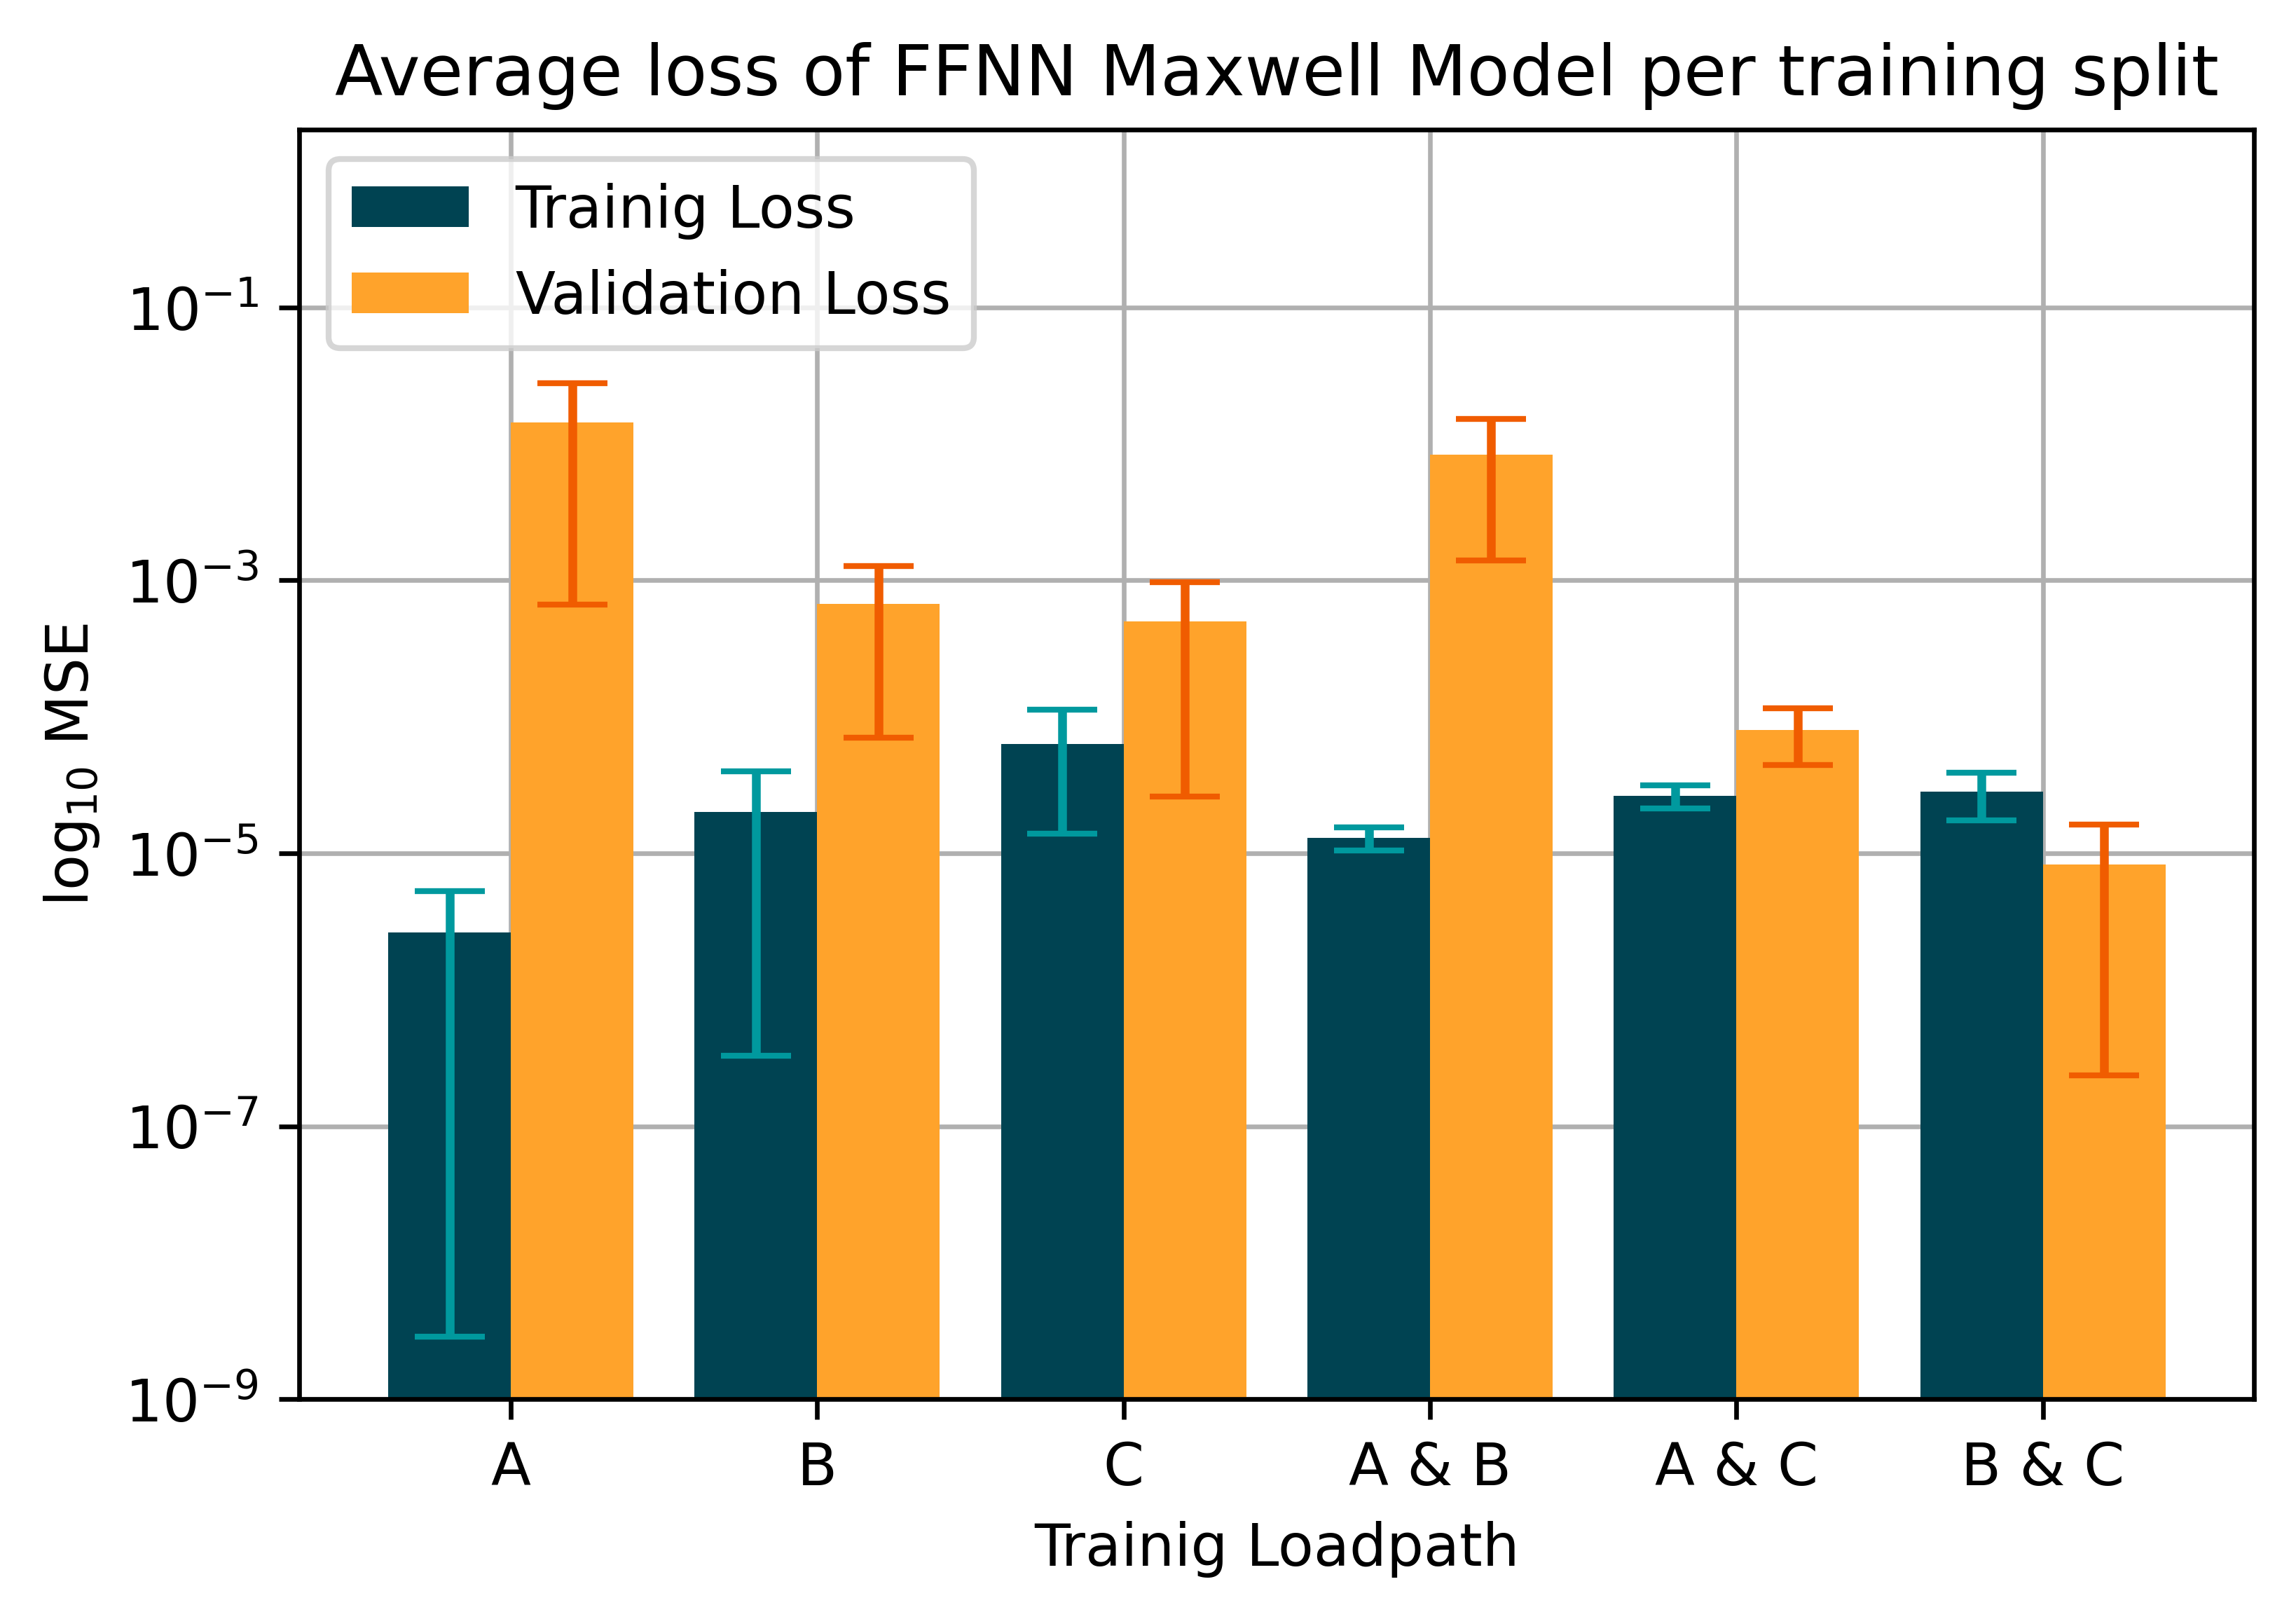 Average loss of FFNN Maxwell Model per training split
Trainig Loss
Validation Loss
10⁻¹
10⁻³
10⁻⁵
10⁻⁷
10⁻⁹
log₁₀ MSE
A B C A & B A & C B & C
Trainig Loadpath